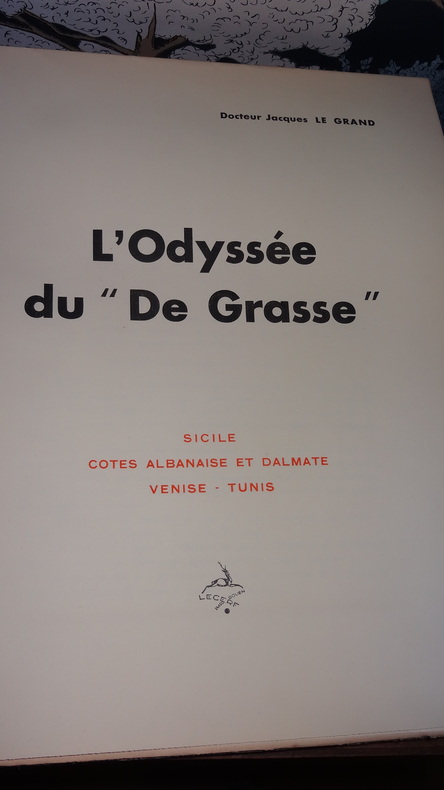 Docteur Jacques LE GRAND
L'Odyssée
du " De Grasse "
SICILE
COTES ALBANAISE ET DALMATE
VENISE - TUNIS
LECERF